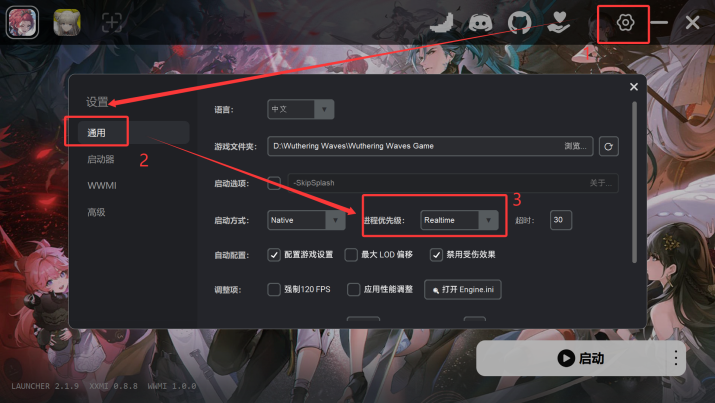 设置
语言：
中文
通用
游戏文件夹：
D:\Wuthering Waves\Wuthering Waves Game
浏览...
启动器
2
WWMI
启动选项：
-SkipSplash
关于...
3
高级
启动方式：
Native
进程优先级：
Realtime
超时：
30
启动配置：
配置游戏设置
最大 LOD 偏移
禁用受伤效果
调整项：
强制120 FPS
应用性能调整
打开 Engine.ini
启动
LAUNCHER 2.1.9 XXMI 0.8.8 WWMI 1.0.0